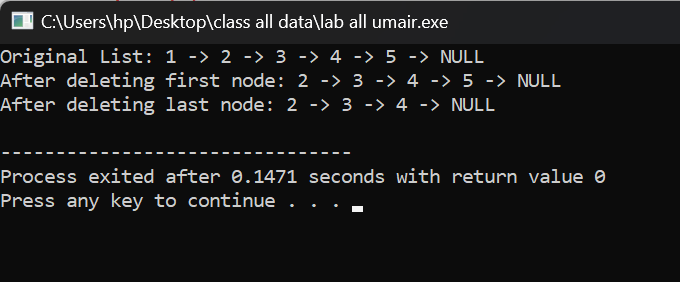 C:\Users\hp\Desktop\class all data\lab all umair.exe
Original List: 1 -> 2 -> 3 -> 4 -> 5 -> NULL
After deleting first node: 2 -> 3 -> 4 -> 5 -> NULL
After deleting last node: 2 -> 3 -> 4 -> NULL
--------------------------------
Process exited after 0.1471 seconds with return value 0
Press any key to continue . . .